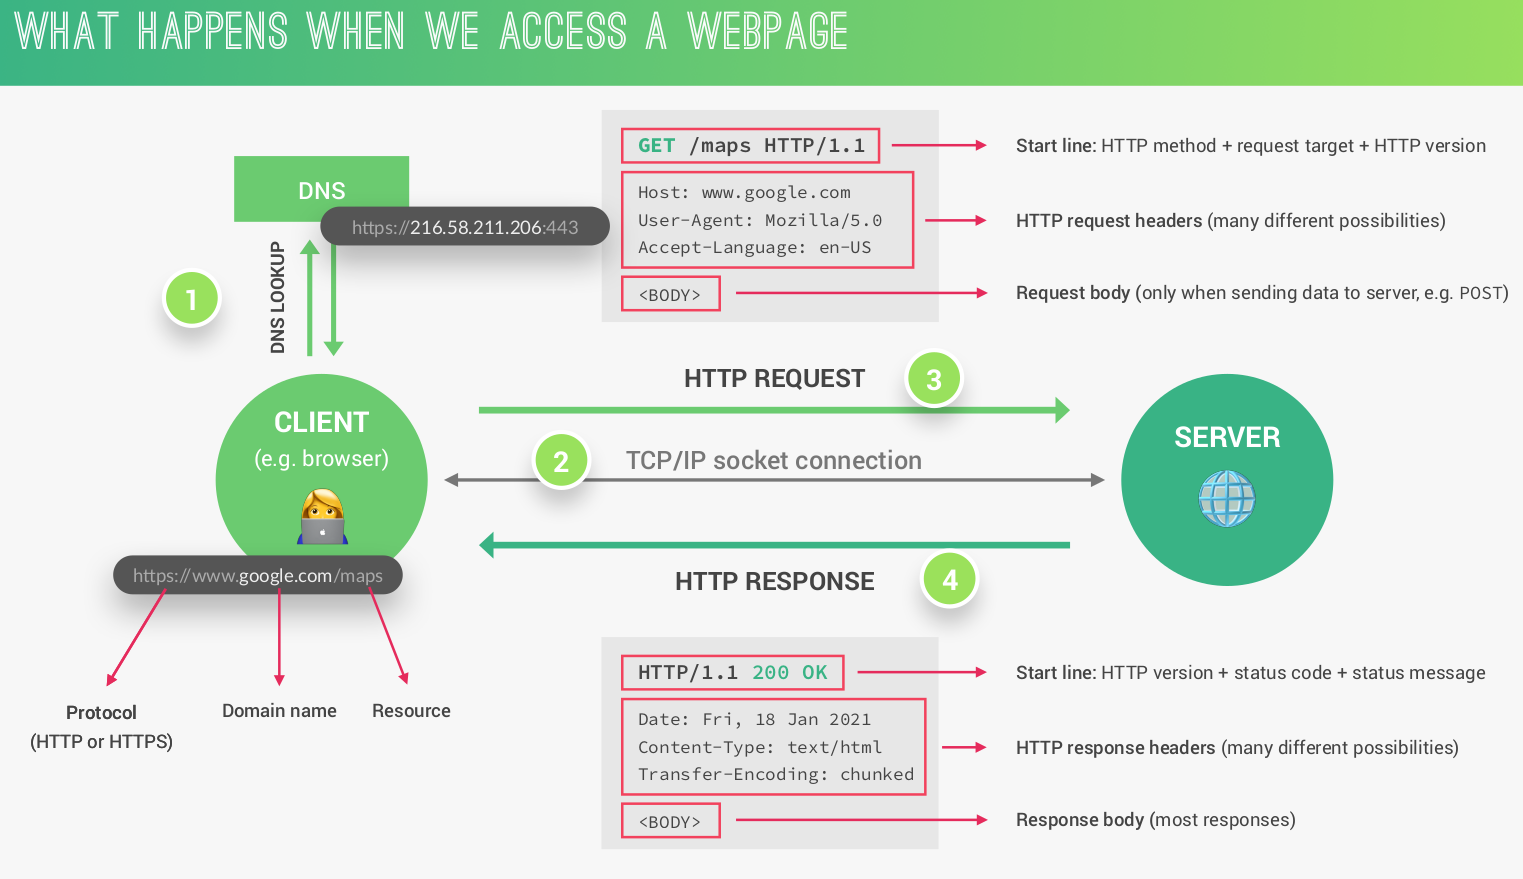 WHAT HAPPENS WHEN WE ACCESS A WEBPAGE
DNS
https://216.58.211.206:443
DNS LOOKUP
1
GET /maps HTTP/1.1
Start line: HTTP method + request target + HTTP version
Host: www.google.com
User-Agent: Mozilla/5.0
Accept-Language: en-US
HTTP request headers (many different possibilities)
<BODY>
Request body (only when sending data to server, e.g. POST)
HTTP REQUEST
3
CLIENT
(e.g. browser)
2
TCP/IP socket connection
SERVER
HTTP RESPONSE
4
https://www.google.com/maps
Protocol
(HTTP or HTTPS)
Domain name
Resource
HTTP/1.1 200 OK
Start line: HTTP version + status code + status message
Date: Fri, 18 Jan 2021
Content-Type: text/html
Transfer-Encoding: chunked
HTTP response headers (many different possibilities)
<BODY>
Response body (most responses)